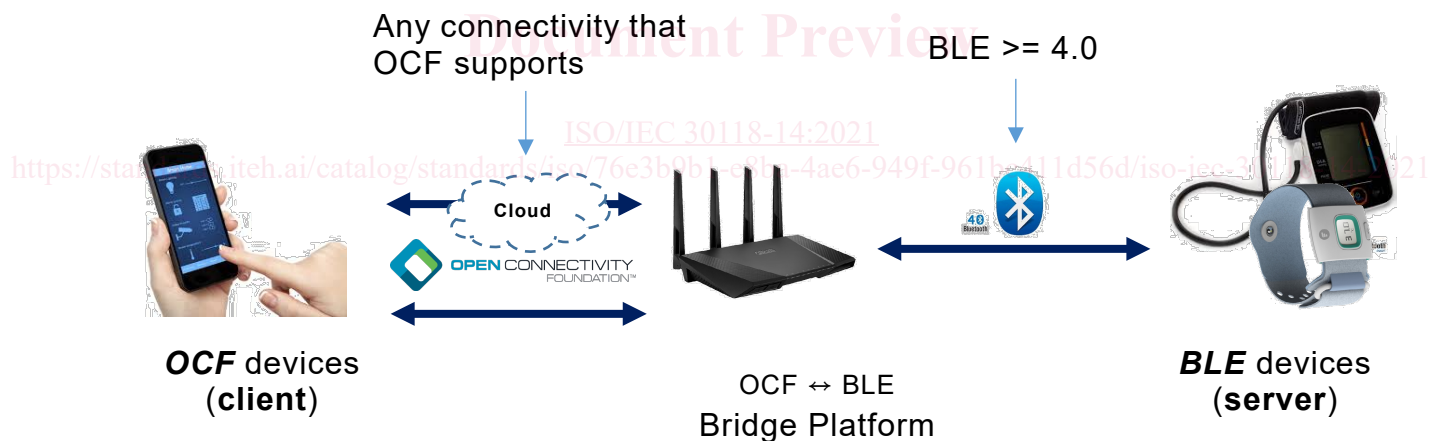 Any connectivity that
OCF supports
Document Preview
BLE >= 4.0
ISO/IEC 30118-14:2021
Cloud
OPEN CONNECTIVITY
FOUNDATION™
4.0
Bluetooth
OCF devices
(client)
OCF ↔ BLE
Bridge Platform
BLE devices
(server)